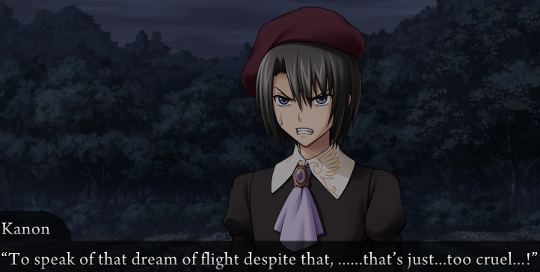 Kanon
“To speak of that dream of flight despite that, ......that's just...too cruel...!”